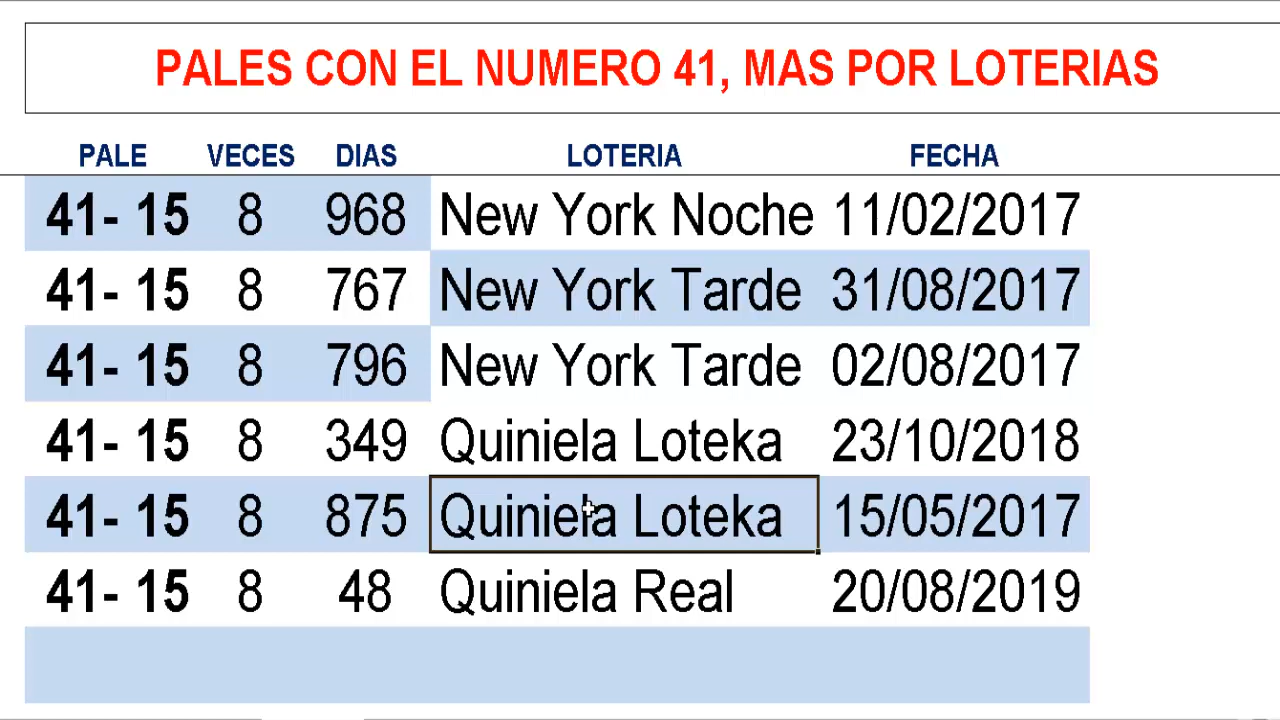 PALES CON EL NUMERO 41, MAS POR LOTERIAS
PALE VECES DIAS LOTERIA FECHA
41- 15 8 968 New York Noche 11/02/2017
41- 15 8 767 New York Tarde 31/08/2017
41- 15 8 796 New York Tarde 02/08/2017
41- 15 8 349 Quiniela Loteka 23/10/2018
41- 15 8 875 Quiniela Loteka 15/05/2017
41- 15 8 48 Quiniela Real 20/08/2019